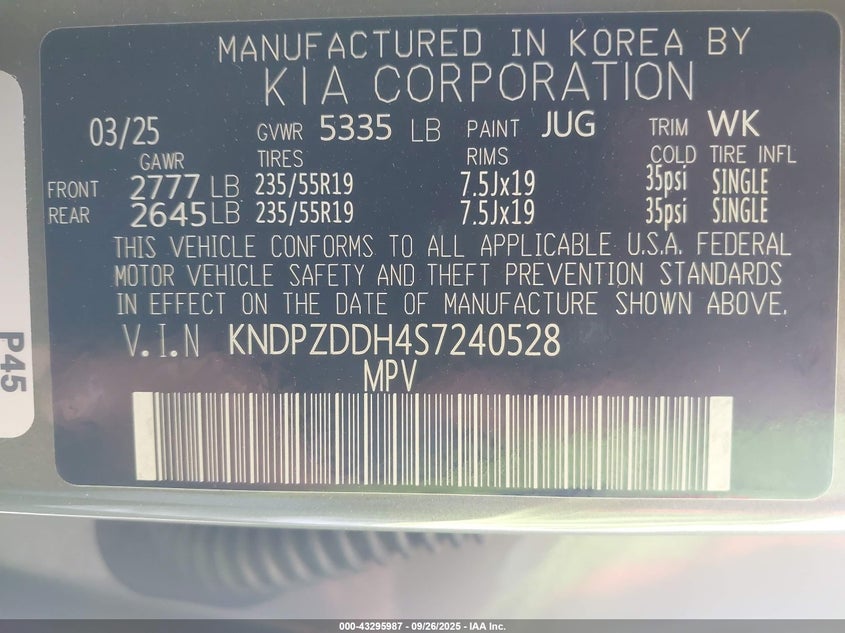 MANUFACTURED IN KOREA BY
KIA CORPORATION
03/25 GVWR 5335 LB PAINT JUG TRIM WK
GAWR TIRES RIMS COLD TIRE INFL
FRONT 2777 LB 235/55R19 7.5Jx19 35psi SINGLE
REAR 2645 LB 235/55R19 7.5Jx19 35psi SINGLE
THIS VEHICLE CONFORMS TO ALL APPLICABLE U.S.A. FEDERAL
MOTOR VEHICLE SAFETY AND THEFT PREVENTION STANDARDS
IN EFFECT ON THE DATE OF MANUFACTURE SHOWN ABOVE.
V.I.N KNDPZDDH4S7240528
MPV
P45
000-43295987 - 09/26/2025 - IAA Inc.